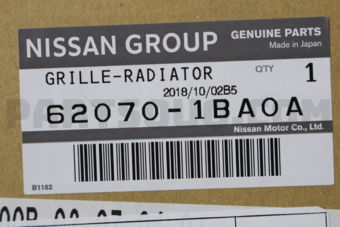 NISSAN GROUP
GENUINE PARTS
Made in Japan
GRILLE-RADIATOR
QTY
1
2018/10/02B5
62070-1BA0A
Nissan Motor Co., Ltd.
B1182